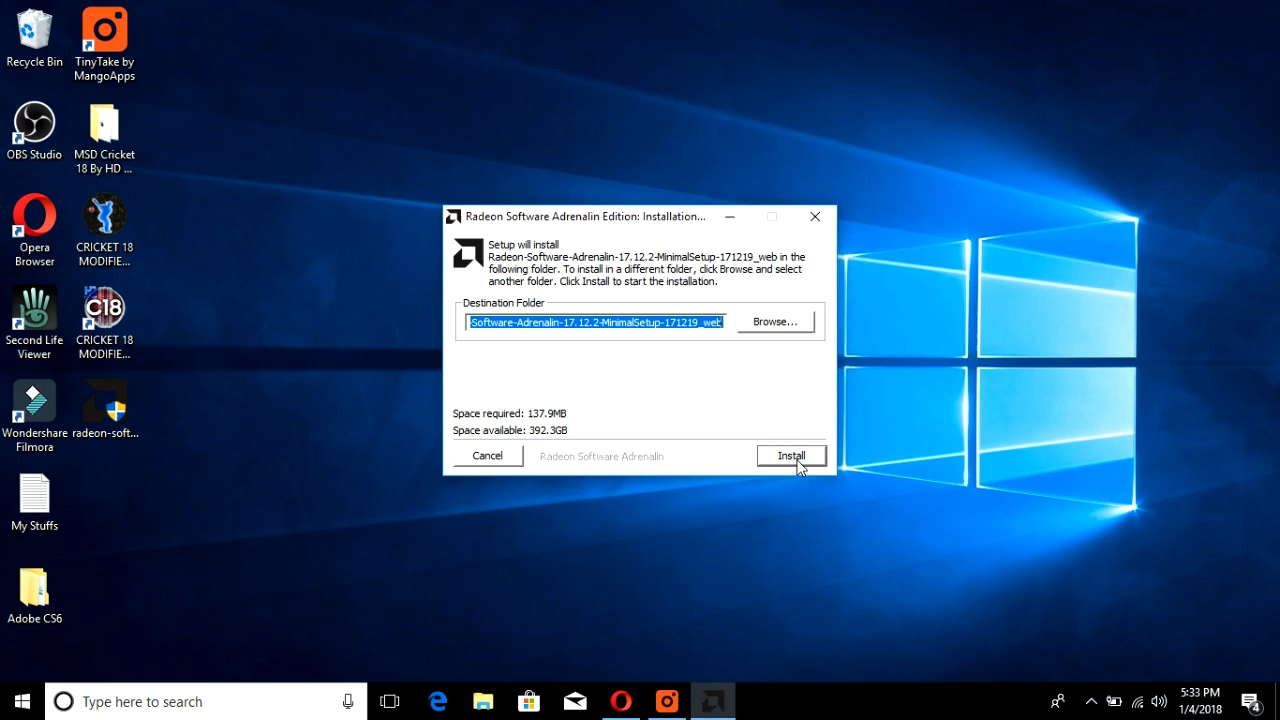 Recycle Bin
TinyTake by
MangoApps
OBS Studio
MSD Cricket
18 By HD ...
Opera
Browser
CRICKET 18
MODIFIE...
Second Life
Viewer
C18
CRICKET 18
MODIFIE...
Wondershare
Filmora
radeon-soft...
My Stuffs
Adobe CS6
Radeon Software Adrenalin Edition: Installation...
Setup will install
Radeon-Software-Adrenalin-17.12.2-MinimalSetup-171219_web in the
following folder. To install in a different folder, click Browse and select
another folder. Click Install to start the installation.
Destination Folder
-Software-Adrenalin-17.12.2-MinimalSetup-171219_web
Browse...
Space required: 137.9MB
Space available: 392.3GB
Cancel
Radeon Software Adrenalin
Install
Type here to search
5:33 PM
1/4/2018
4